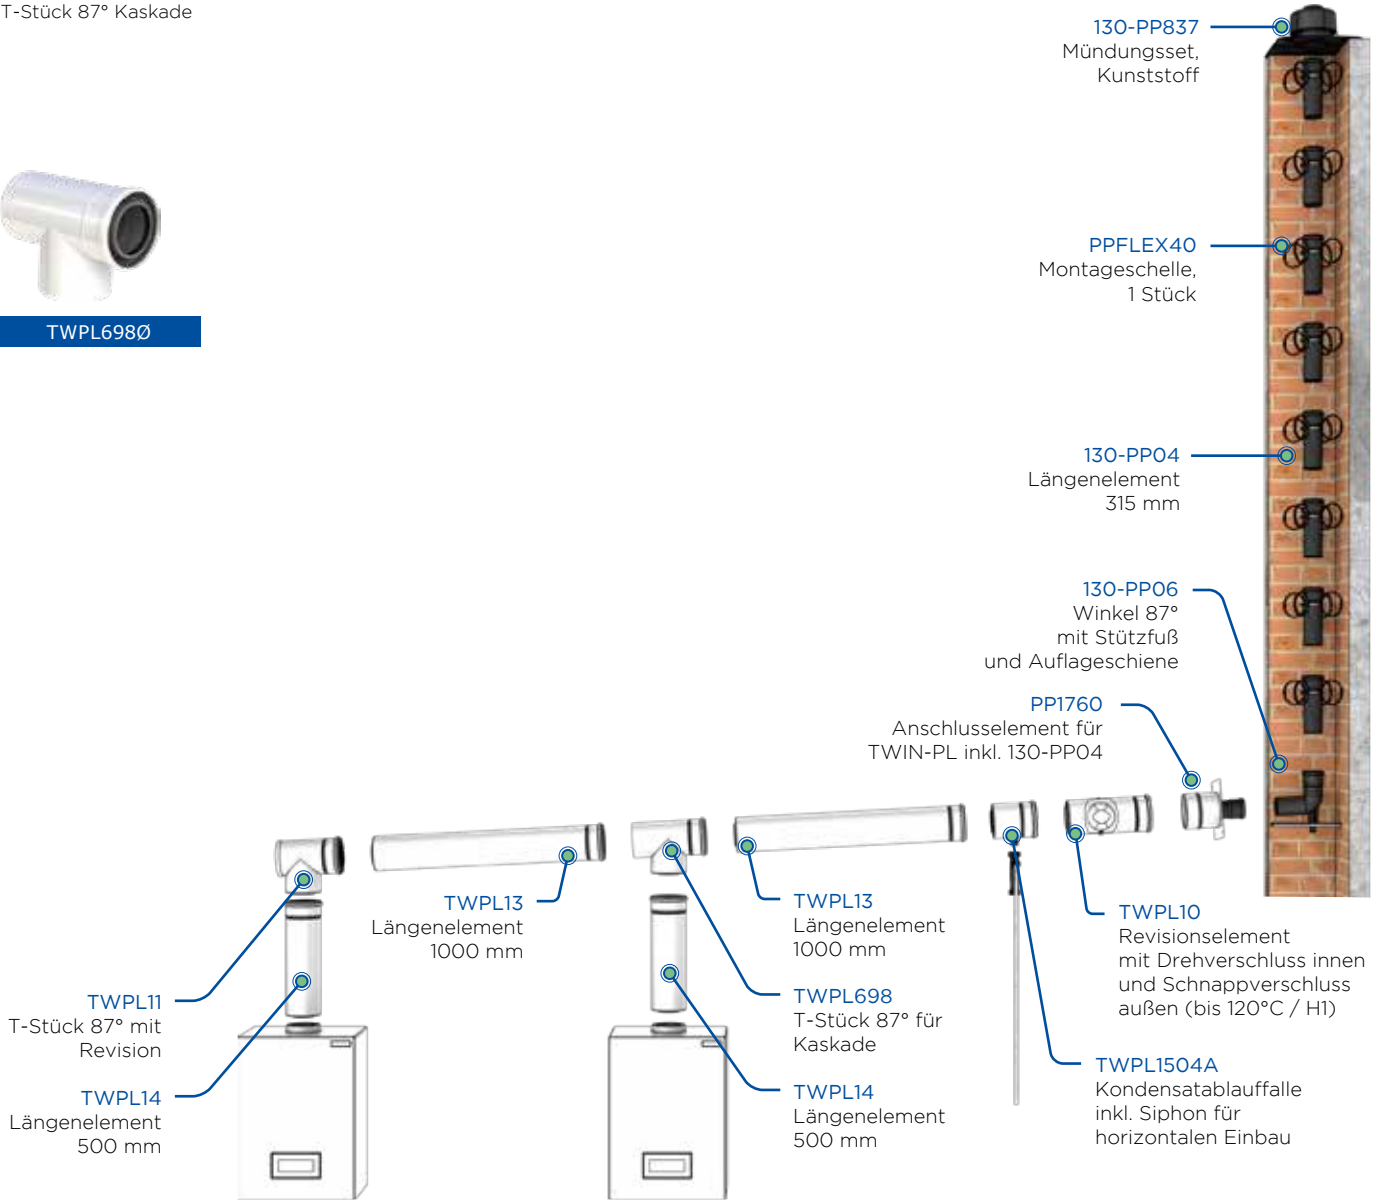 T-Stück 87° Kaskade
TWPL698Ø
130-PP837
Mündungsset,
Kunststoff
PPFLEX40
Montageschelle,
1 Stück
130-PP04
Längenelement
315 mm
130-PP06
Winkel 87°
mit Stützfuß
und Auflageschiene
PP1760
Anschlusselement für
TWIN-PL inkl. 130-PP04
TWPL13
Längenelement
1000 mm
TWPL13
Längenelement
1000 mm
TWPL10
Revisionselement
mit Drehverschluss innen
und Schnappverschluss
außen (bis 120°C / H1)
TWPL11
T-Stück 87° mit
Revision
TWPL698
T-Stück 87° für
Kaskade
TWPL14
Längenelement
500 mm
TWPL14
Längenelement
500 mm
TWPL1504A
Kondensatablauffalle
inkl. Siphon für
horizontalen Einbau